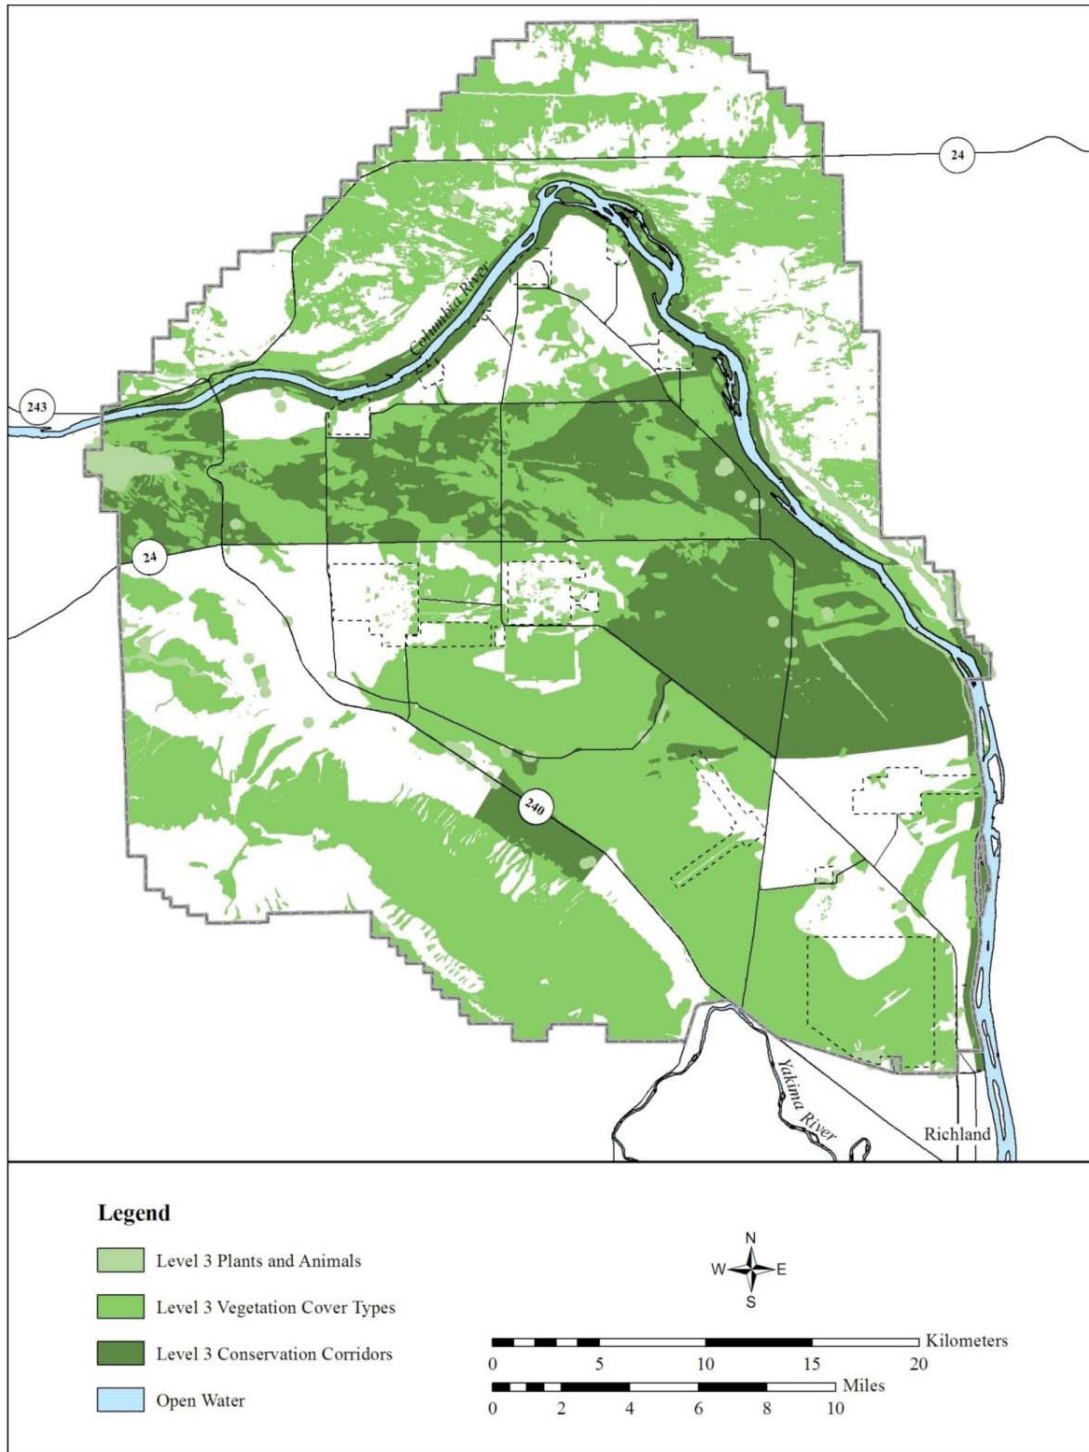 24
Columbia River
243
24
240
Yakima River
Richland
Legend
Level 3 Plants and Animals
Level 3 Vegetation Cover Types
Level 3 Conservation Corridors
Open Water
N
W E
S
Kilometers
0 5 10 15 20
Miles
0 2 4 6 8 10